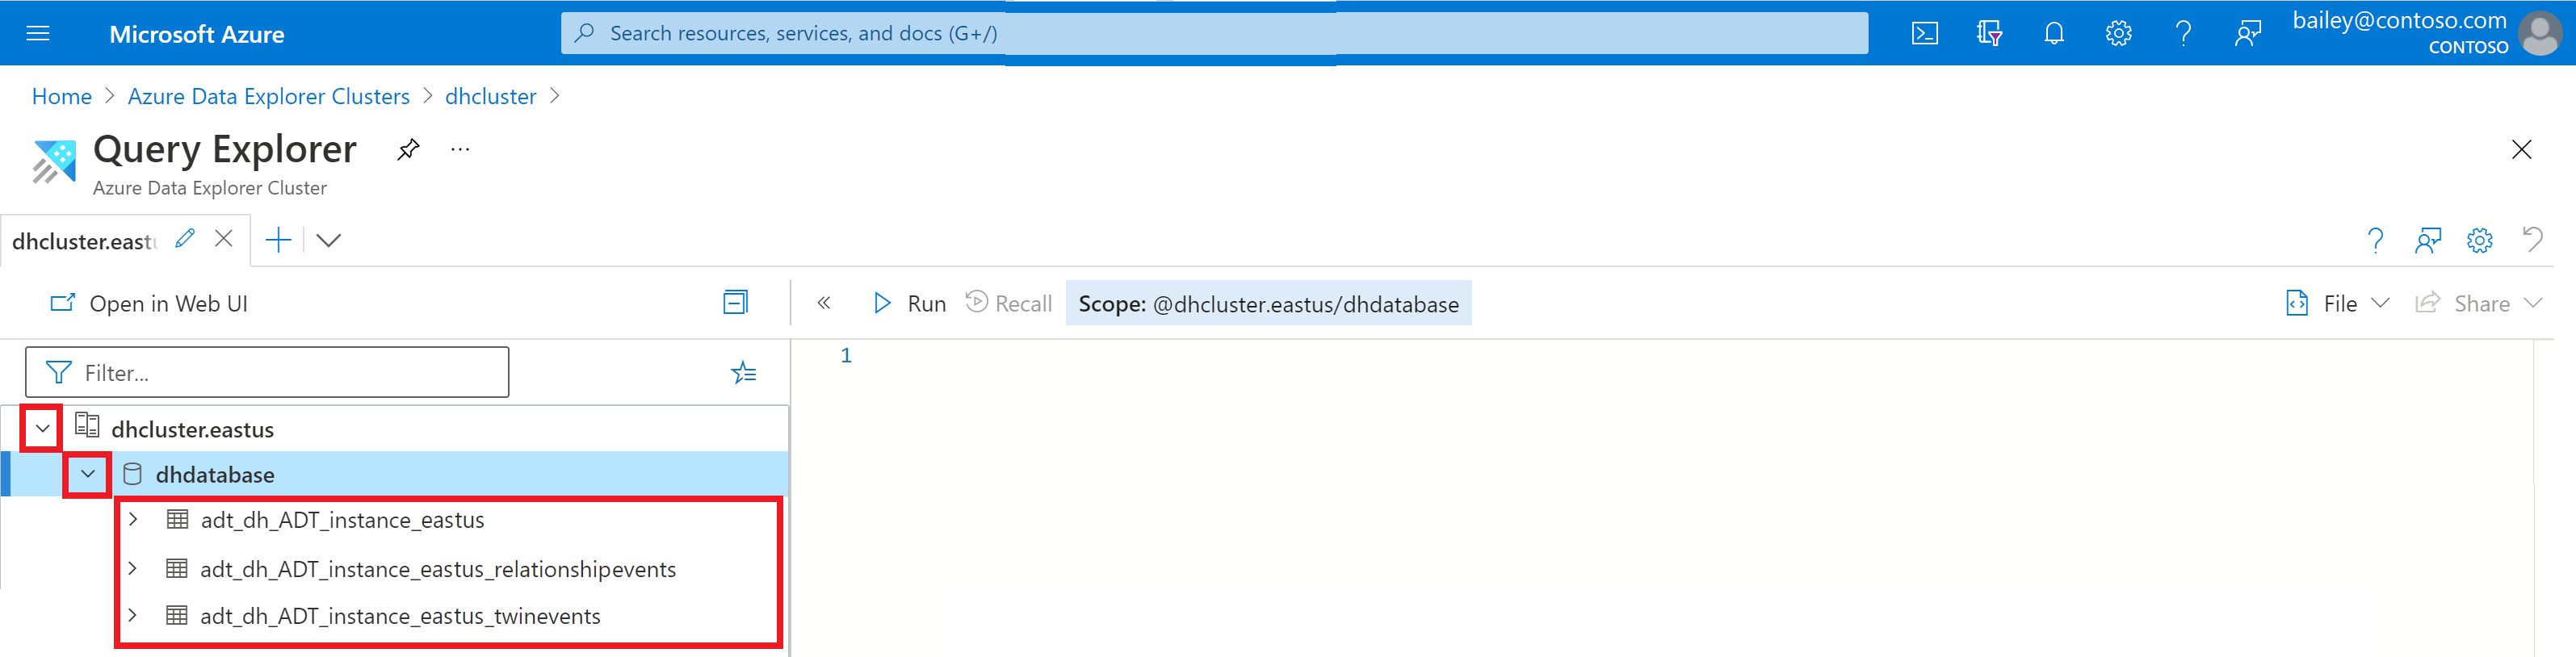 Microsoft Azure
Search resources, services, and docs (G+/)
bailey@contoso.com
CONTOSO
Home > Azure Data Explorer Clusters > dhcluster >
Query Explorer
...
Azure Data Explorer Cluster
dhcluster.eastu
Open in Web UI
Run
Recall
Scope: @dhcluster.eastus/dhdatabase
File
Share
Filter...
1
dhcluster.eastus
dhdatabase
adt_dh_ADT_instance_eastus
adt_dh_ADT_instance_eastus_relationshipevents
adt_dh_ADT_instance_eastus_twinevents